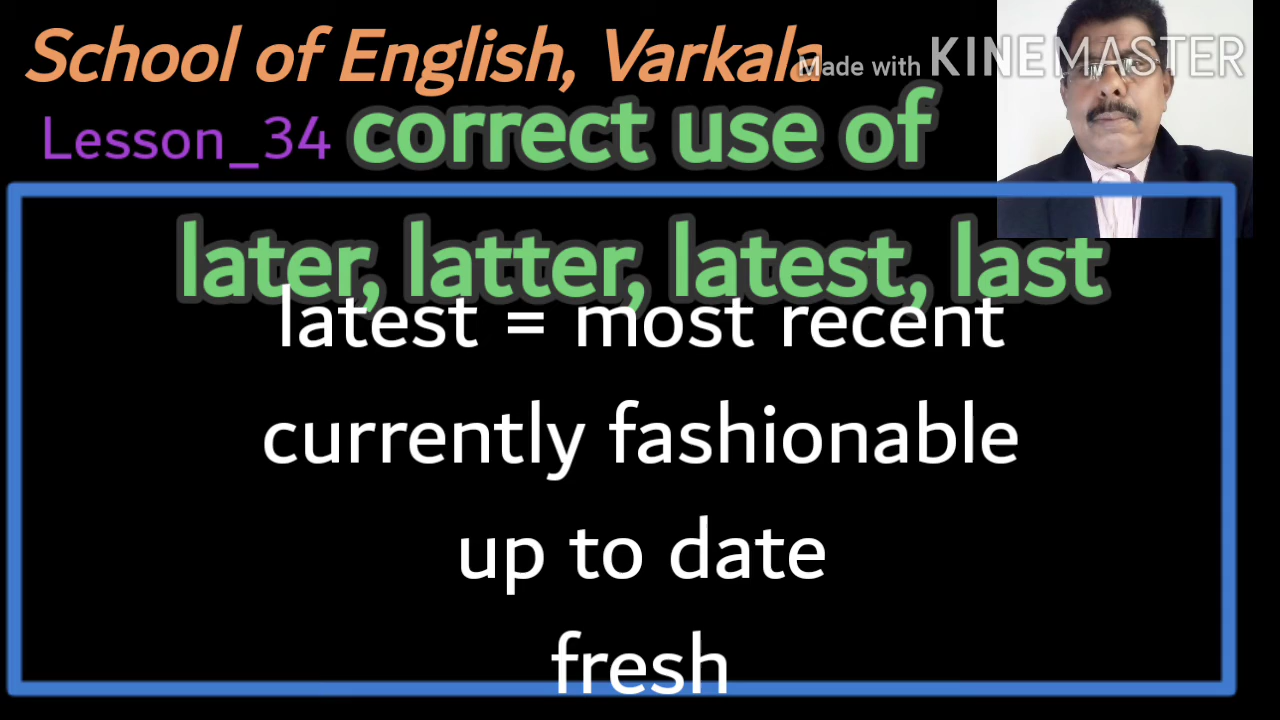 School of English, Varkala
Made with KINEMASTER
Lesson_34 correct use of
later, latter, latest, last
latest = most recent
currently fashionable
up to date
fresh